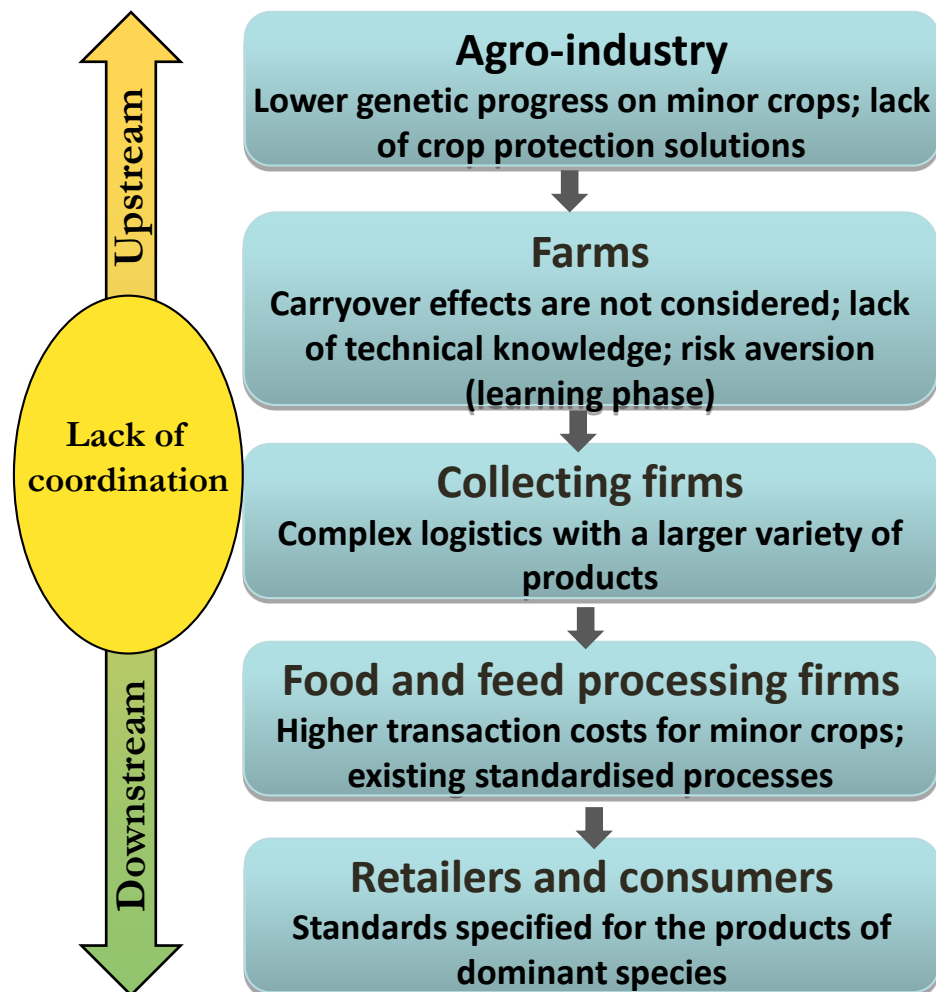 Agro-industry
Lower genetic progress on minor crops; lack
of crop protection solutions
Upstream
Farms
Carryover effects are not considered; lack
of technical knowledge; risk aversion
(learning phase)
Lack of
coordination
Collecting firms
Complex logistics with a larger variety of
products
Food and feed processing firms
Higher transaction costs for minor crops;
existing standardised processes
Downstream
Retailers and consumers
Standards specified for the products of
dominant species